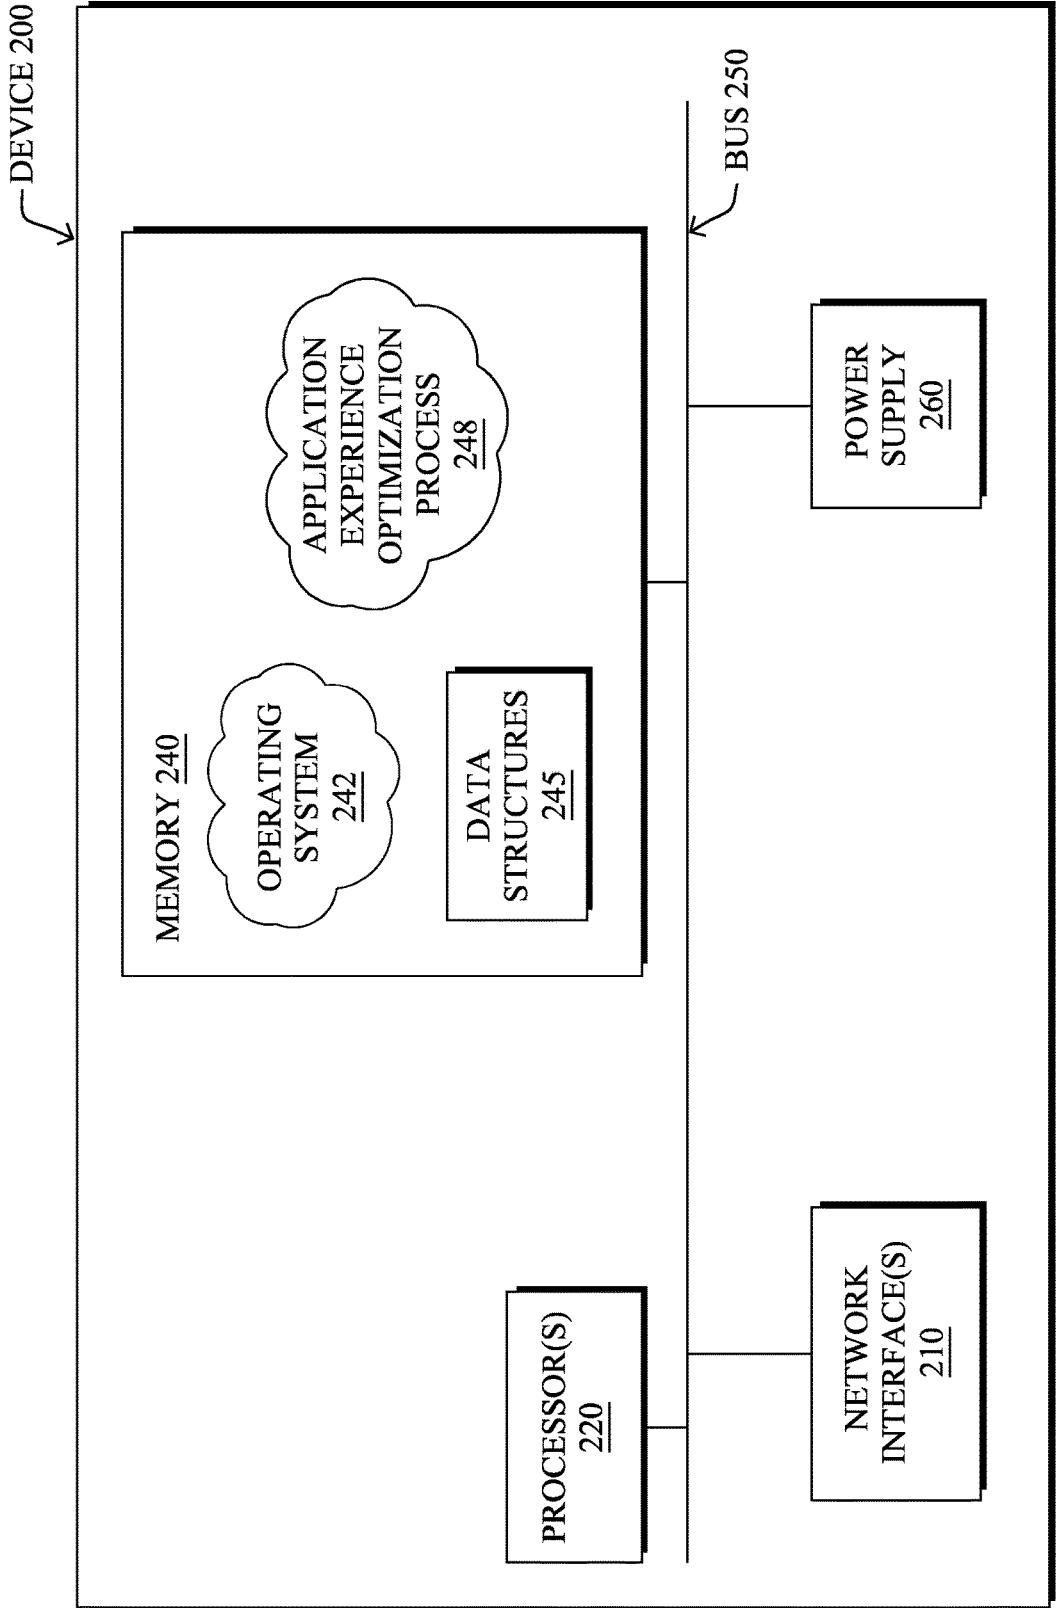 DEVICE 200
MEMORY 240
OPERATING
SYSTEM
242
DATA
STRUCTURES
245
APPLICATION
EXPERIENCE
OPTIMIZATION
PROCESS
248
PROCESSOR(S)
220
BUS 250
NETWORK
INTERFACE(S)
210
POWER
SUPPLY
260